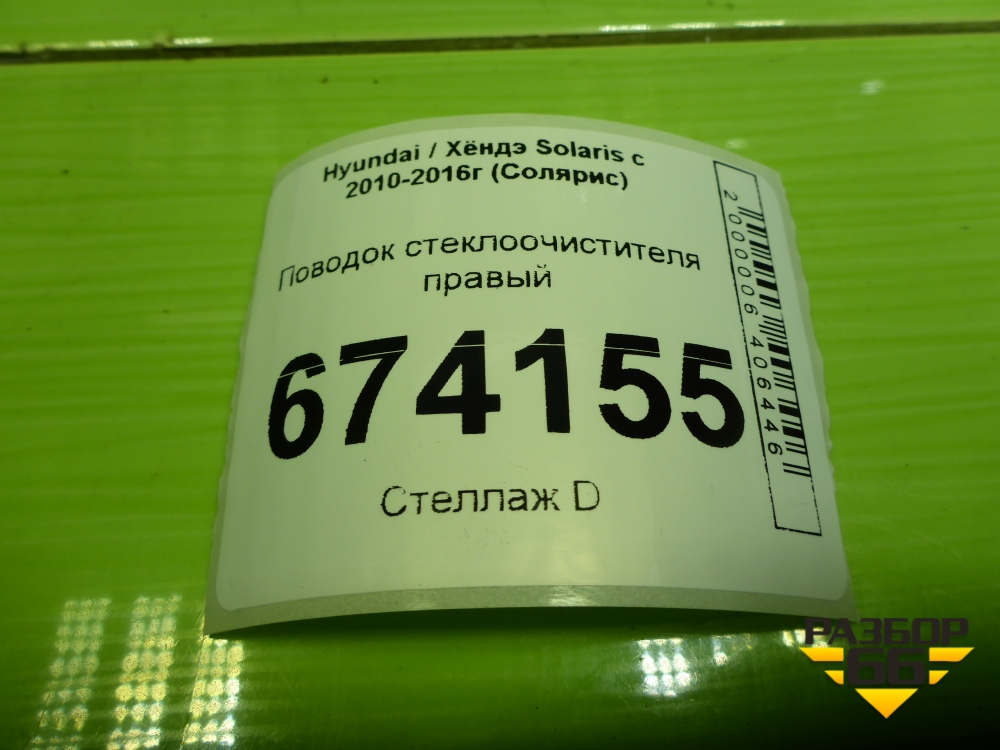 Hyundai / Хёндэ Solaris с
2010-2016г (Солярис)
Поводок стеклоочистителя
правый
674155
Стеллаж D
2000006406446
РАЗБОР
66